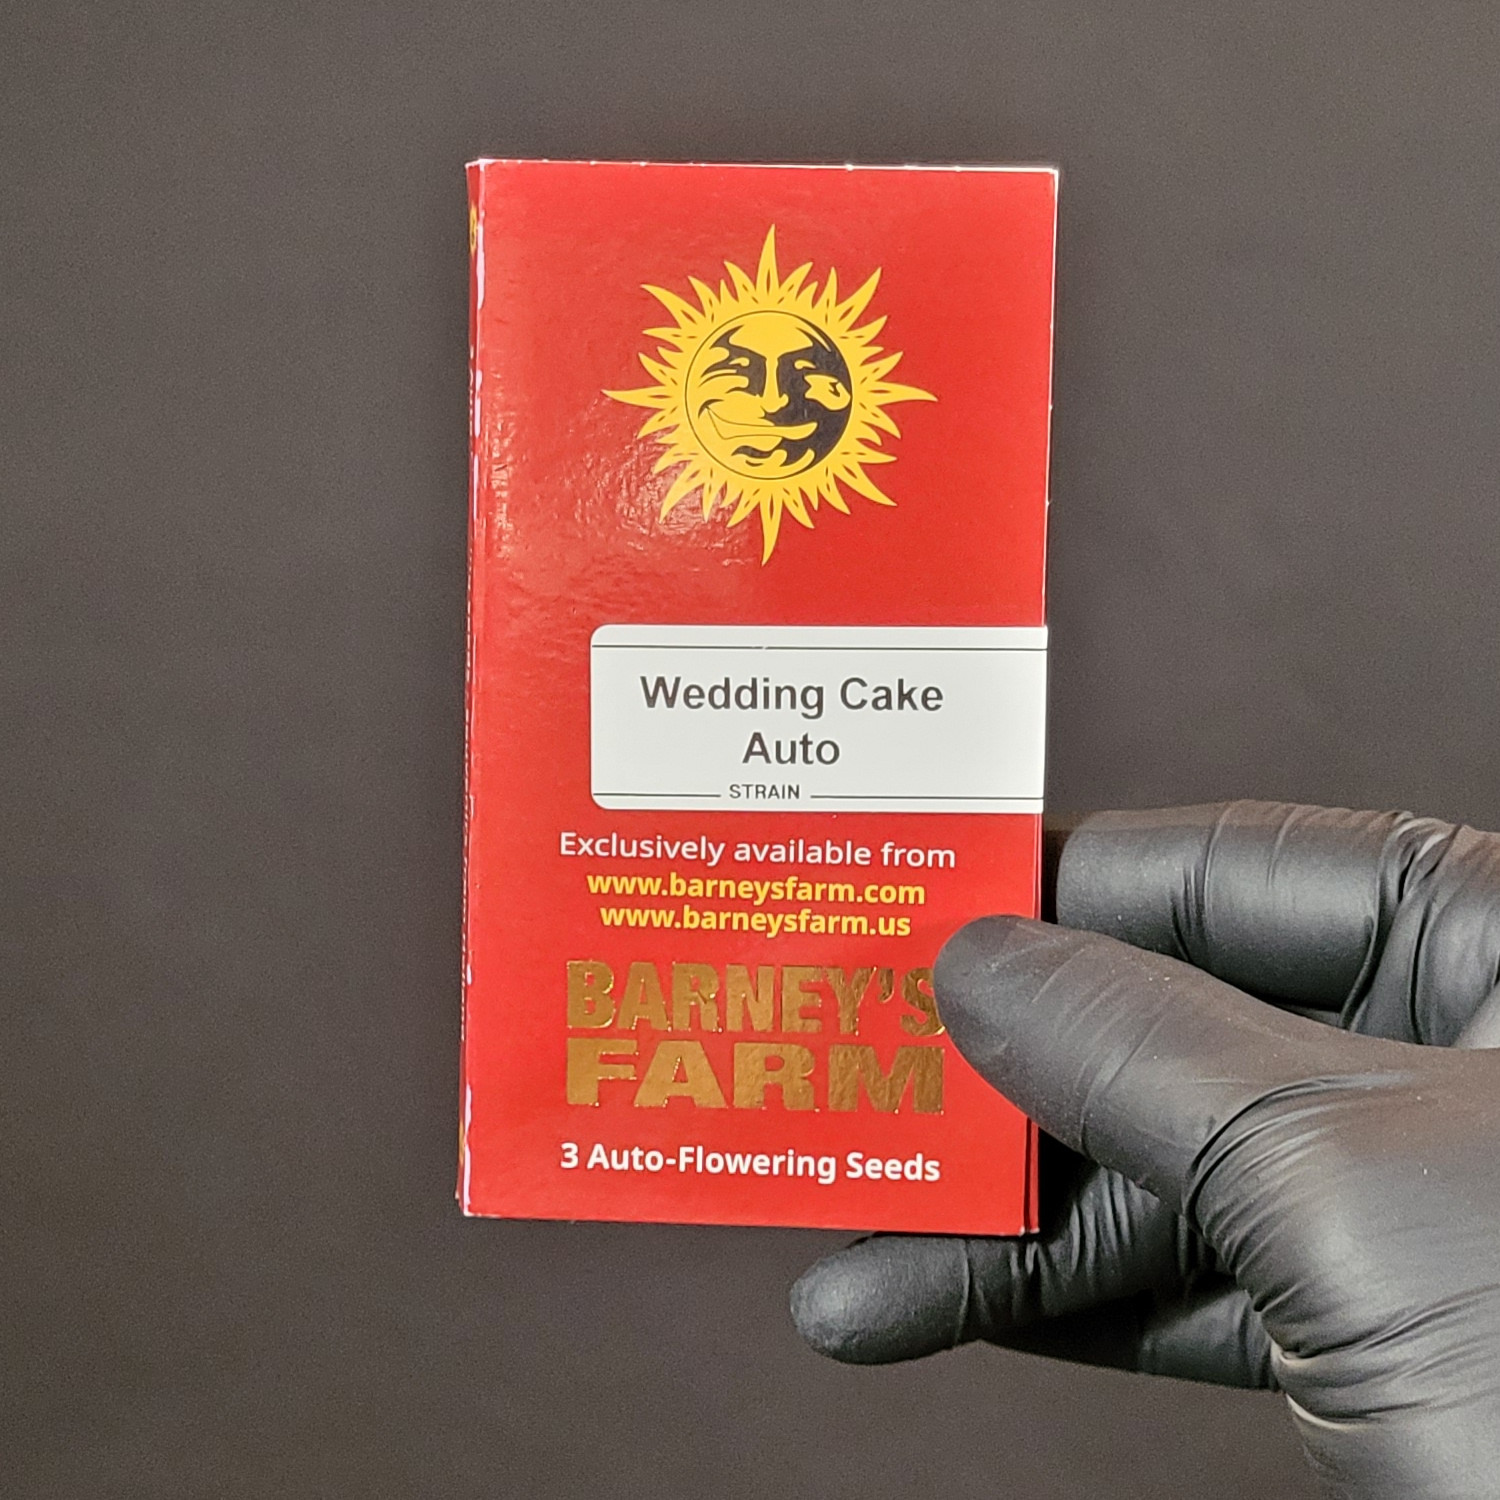 Wedding Cake
Auto
STRAIN
Exclusively available from
www.barneysfarm.com
www.barneysfarm.us
BARNEY'S
FARM
3 Auto-Flowering Seeds